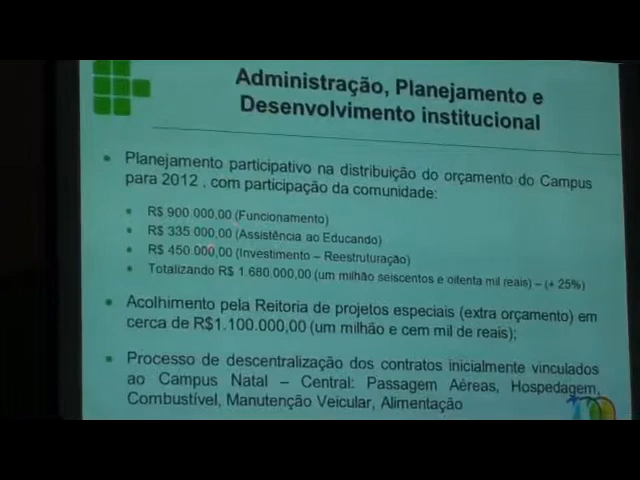 Administração, Planejamento e
Desenvolvimento institucional
• Planejamento participativo na distribuição do orçamento do Campus
para 2012 , com participação da comunidade:
• R$ 900.000,00 (Funcionamento)
• R$ 335.000,00 (Assistência ao Educando)
• R$ 450.000,00 (Investimento – Reestruturação)
• Totalizando R$ 1.680.000,00 (um milhão seiscentos e oitenta mil reais) – (+ 25%)
• Acolhimento pela Reitoria de projetos especiais (extra orçamento) em
cerca de R$1.100.000,00 (um milhão e cem mil de reais);
• Processo de descentralização dos contratos inicialmente vinculados
ao Campus Natal – Central: Passagem Aéreas, Hospedagem,
Combustível, Manutenção Veicular, Alimentação